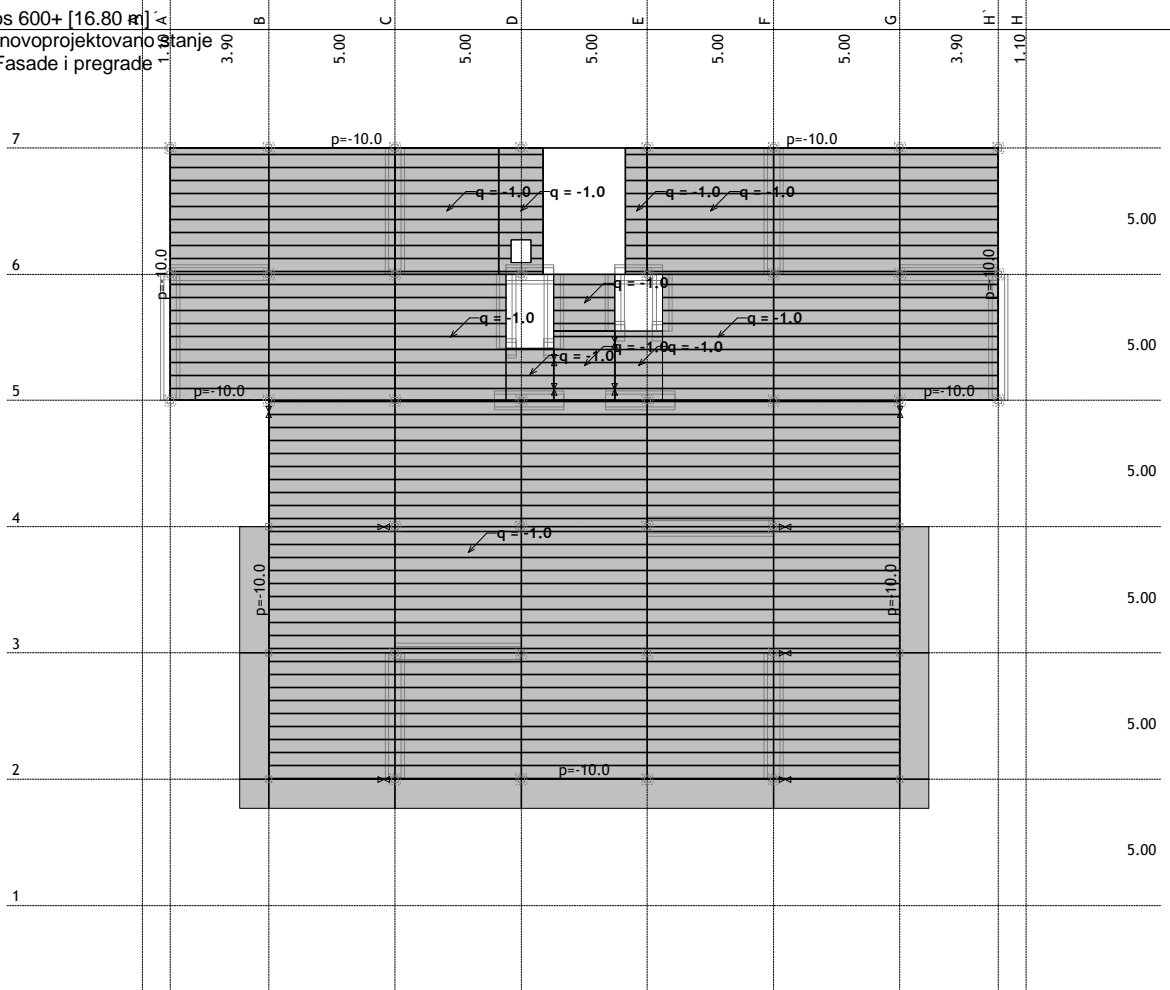 os 600+ [16.80 m]
novoprojektovano stanje
Fasade i pregrade
A B C D E F G H` H
1.10 3.90 5.00 5.00 5.00 5.00 5.00 3.90 1.10
7
p=-10.0 p=-10.0
q = -1.0 q = -1.0 q = -1.0 q = -1.0
5.00
p=-10.0 p=-10.0
6
q = -1.0
q = -1.0 q = -1.0
5.00
q = -1.0 q = -1.0
q = -1.0
5
p=-10.0 p=-10.0
5.00
4
q = -1.0
p=-10.0 p=-10.0
5.00
3
5.00
2
p=-10.0
5.00
1